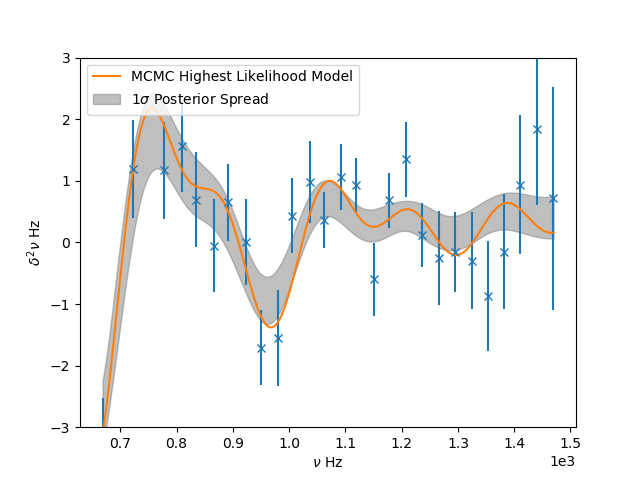 MCMC Highest Likelihood Model
1σ Posterior Spread
δ²ν Hz
3
2
1
0
−1
−2
−3
0.7 0.8 0.9 1.0 1.1 1.2 1.3 1.4 1.5
1e3
ν Hz